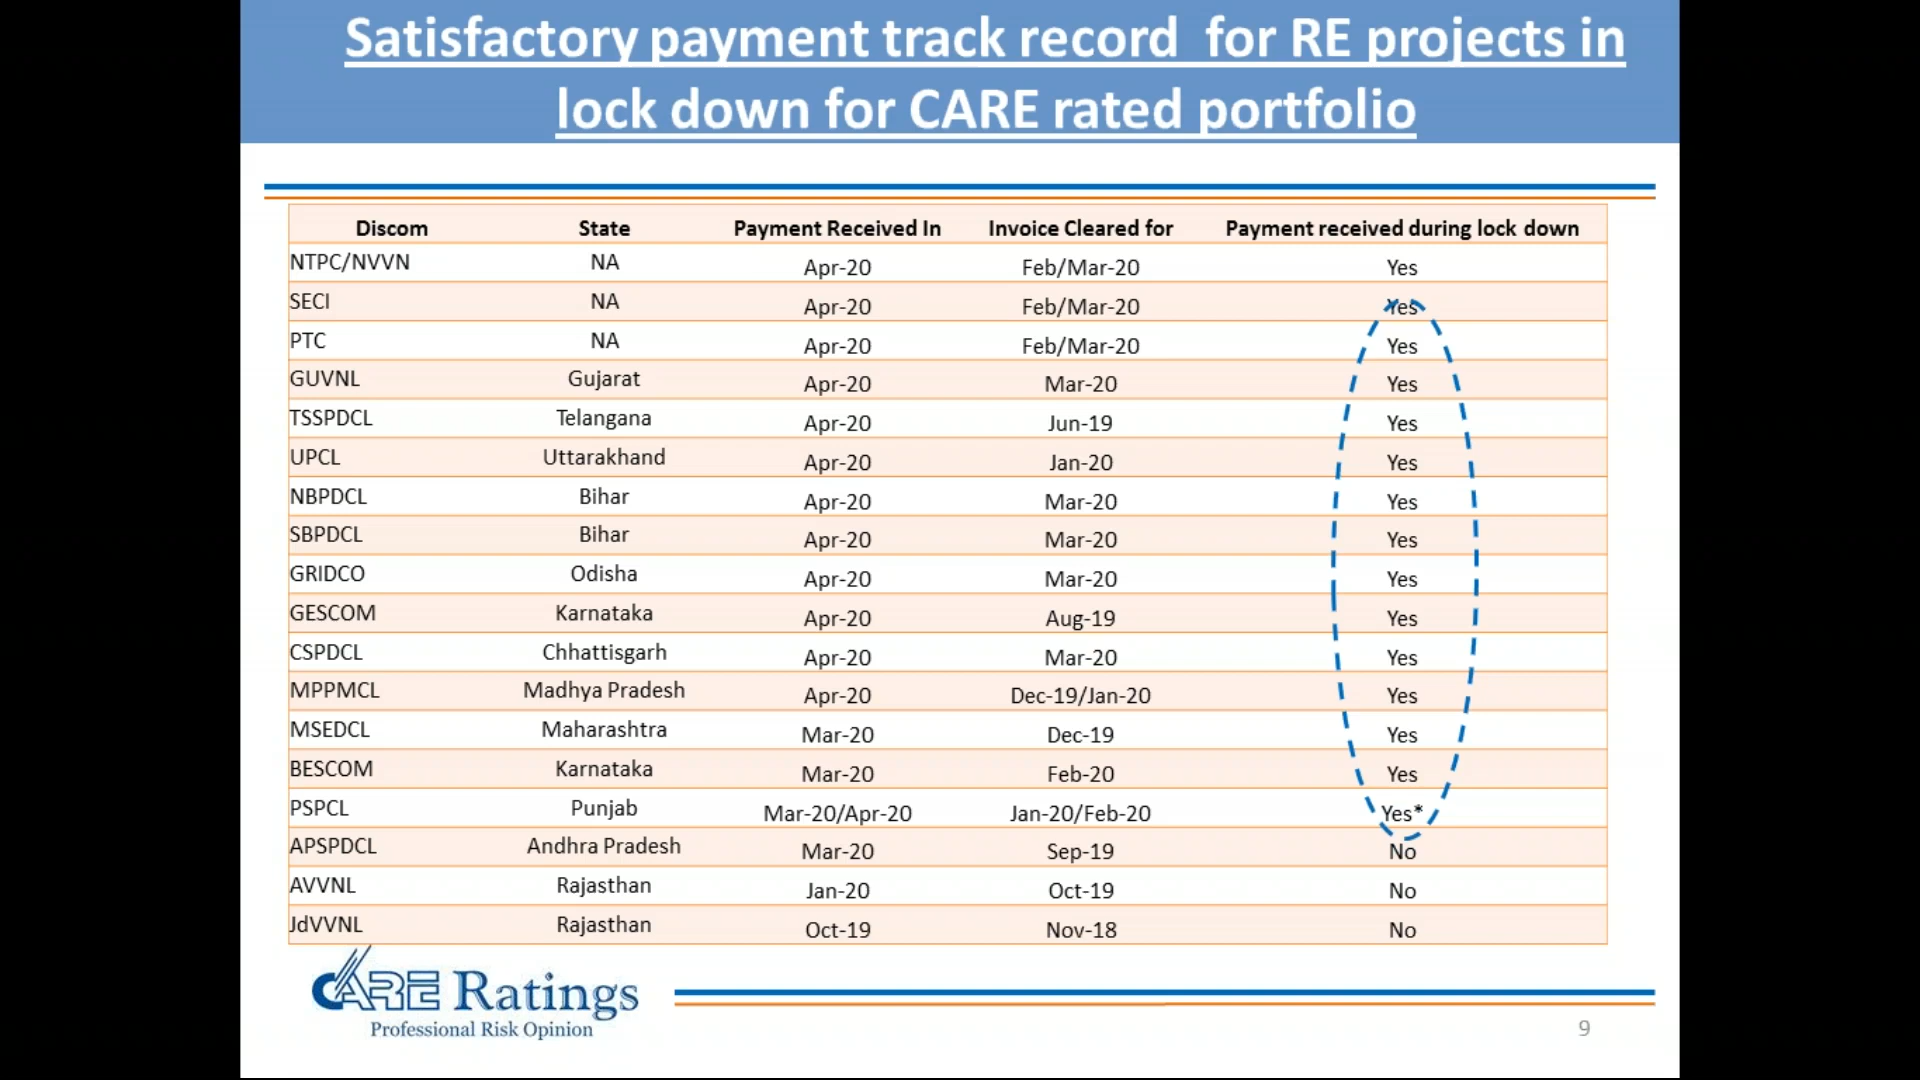 Satisfactory payment track record for RE projects in
lock down for CARE rated portfolio
Discom State Payment Received In Invoice Cleared for Payment received during lock down
NTPC/NVVN NA Apr-20 Feb/Mar-20 Yes
SECI NA Apr-20 Feb/Mar-20 Yes
PTC NA Apr-20 Feb/Mar-20 Yes
GUVNL Gujarat Apr-20 Mar-20 Yes
TSSPDCL Telangana Apr-20 Jun-19 Yes
UPCL Uttarakhand Apr-20 Jan-20 Yes
NBPDCL Bihar Apr-20 Mar-20 Yes
SBPDCL Bihar Apr-20 Mar-20 Yes
GRIDCO Odisha Apr-20 Mar-20 Yes
GESCOM Karnataka Apr-20 Aug-19 Yes
CSPDCL Chhattisgarh Apr-20 Mar-20 Yes
MPPMCL Madhya Pradesh Apr-20 Dec-19/Jan-20 Yes
MSEDCL Maharashtra Mar-20 Dec-19 Yes
BESCOM Karnataka Mar-20 Feb-20 Yes
PSPCL Punjab Mar-20/Apr-20 Jan-20/Feb-20 Yes*
APSPDCL Andhra Pradesh Mar-20 Sep-19 No
AVVNL Rajasthan Jan-20 Oct-19 No
JdVVNL Rajasthan Oct-19 Nov-18 No
CARE Ratings
Professional Risk Opinion
9